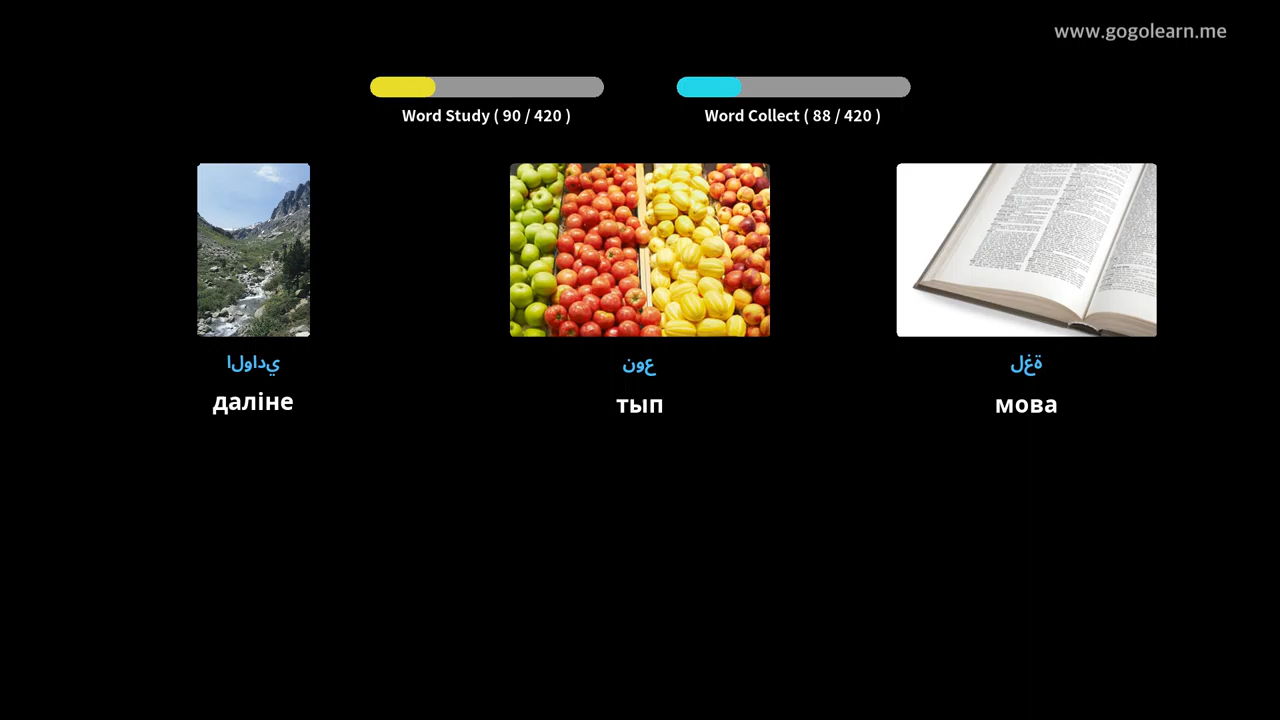 www.gogolearn.me
Word Study ( 90 / 420 )
Word Collect ( 88 / 420 )
الوادي
даліне
نوع
тып
لغة
мова